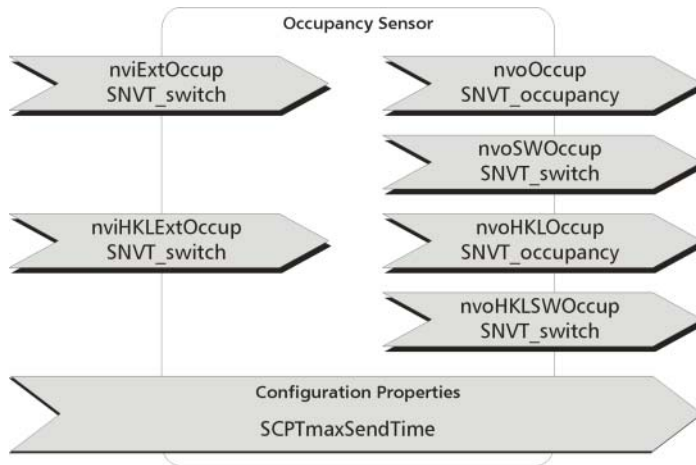 Occupancy Sensor
nviExtOccup
SNVT_switch
nvoOccup
SNVT_occupancy
nvoSWOccup
SNVT_switch
nviHKLExtOccup
SNVT_switch
nvoHKLOccup
SNVT_occupancy
nvoHKLSWOccup
SNVT_switch
Configuration Properties
SCPTmaxSendTime